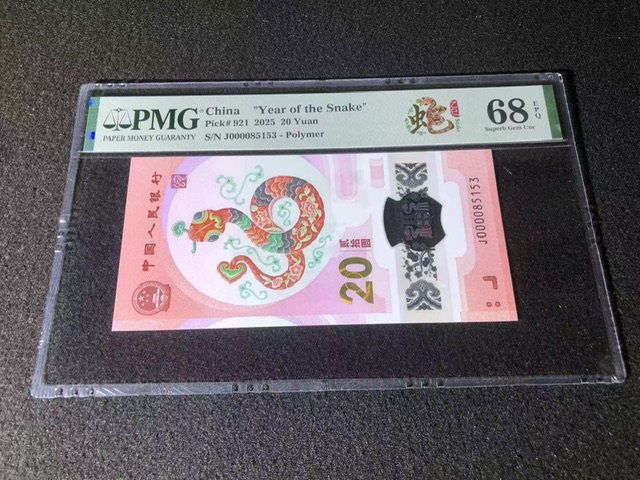 PMG
PAPER MONEY GUARANTY
China "Year of the Snake"
Pick# 921 2025 20 Yuan
S/N J000085153 - Polymer
蛇
68 EPQ
Superb Gem Unc
中国人民银行
贰拾圆
20
J000085153